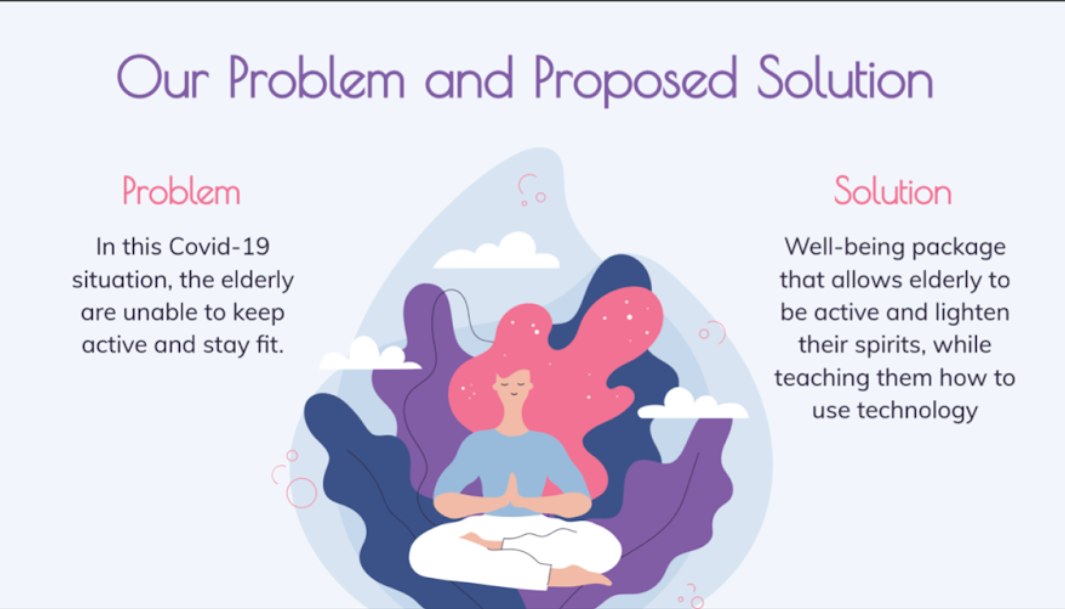 Our Problem and Proposed Solution
Problem
In this Covid-19
situation, the elderly
are unable to keep
active and stay fit.
Solution
Well-being package
that allows elderly to
be active and lighten
their spirits, while
teaching them how to
use technology